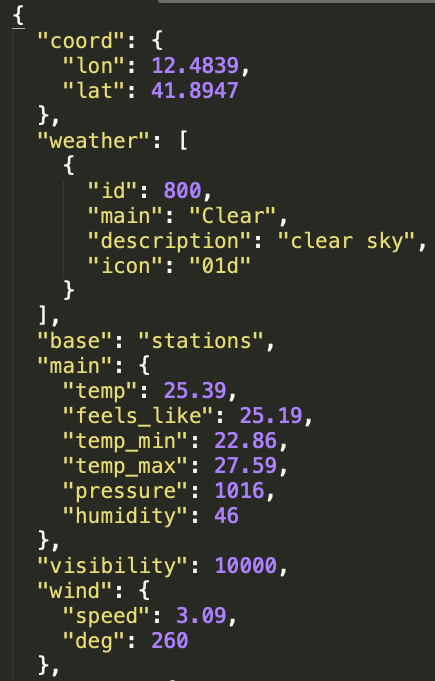 {
"coord": {
"lon": 12.4839,
"lat": 41.8947
},
"weather": [
{
"id": 800,
"main": "Clear",
"description": "clear sky",
"icon": "01d"
}
],
"base": "stations",
"main": {
"temp": 25.39,
"feels_like": 25.19,
"temp_min": 22.86,
"temp_max": 27.59,
"pressure": 1016,
"humidity": 46
},
"visibility": 10000,
"wind": {
"speed": 3.09,
"deg": 260
},